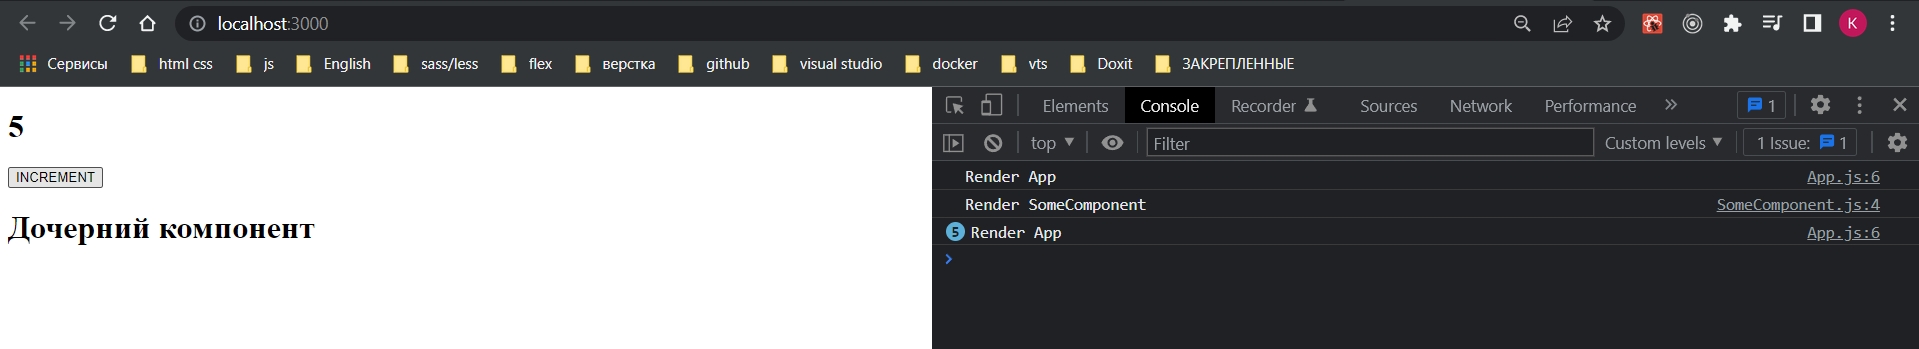 localhost:3000
K
Сервисы html css js English sass/less flex верстка github visual studio docker vts Doxit ЗАКРЕПЛЕННЫЕ
Elements Console Recorder Sources Network Performance 1
top Filter Custom levels 1 Issue: 1
5
INCREMENT
Дочерний компонент
Render App App.js:6
Render SomeComponent SomeComponent.js:4
5 Render App App.js:6